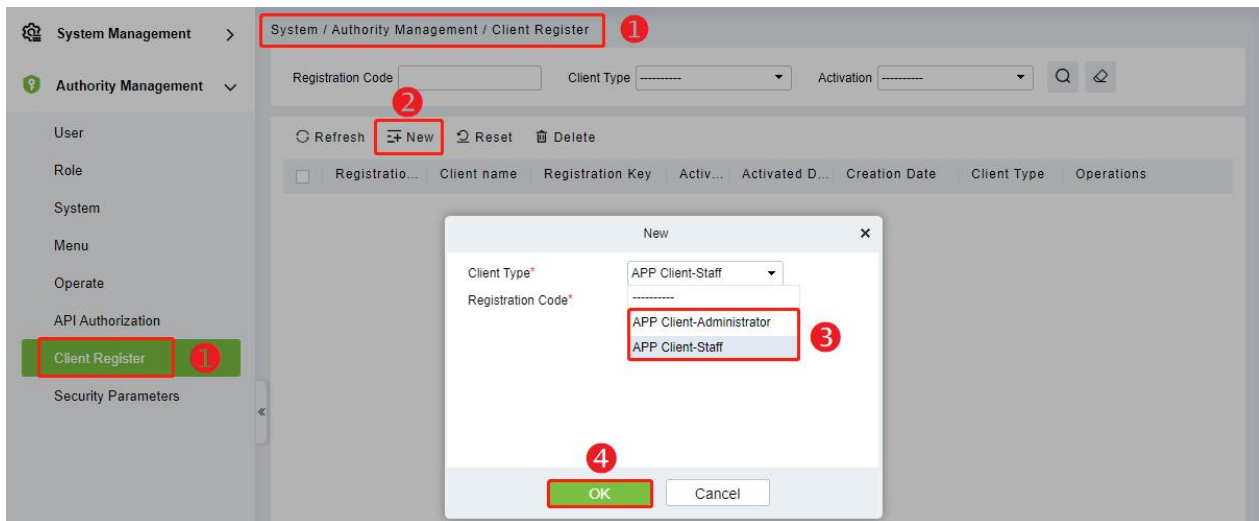 System Management
Authority Management
User
Role
System
Menu
Operate
API Authorization
Client Register 1
Security Parameters
System / Authority Management / Client Register 1
Registration Code Client Type ---------- Activation ----------
2
Refresh New Reset Delete
Registratio... Client name Registration Key Activ... Activated D... Creation Date Client Type Operations
New
Client Type* APP Client-Staff
Registration Code* ----------
APP Client-Administrator
APP Client-Staff
3
4
OK Cancel